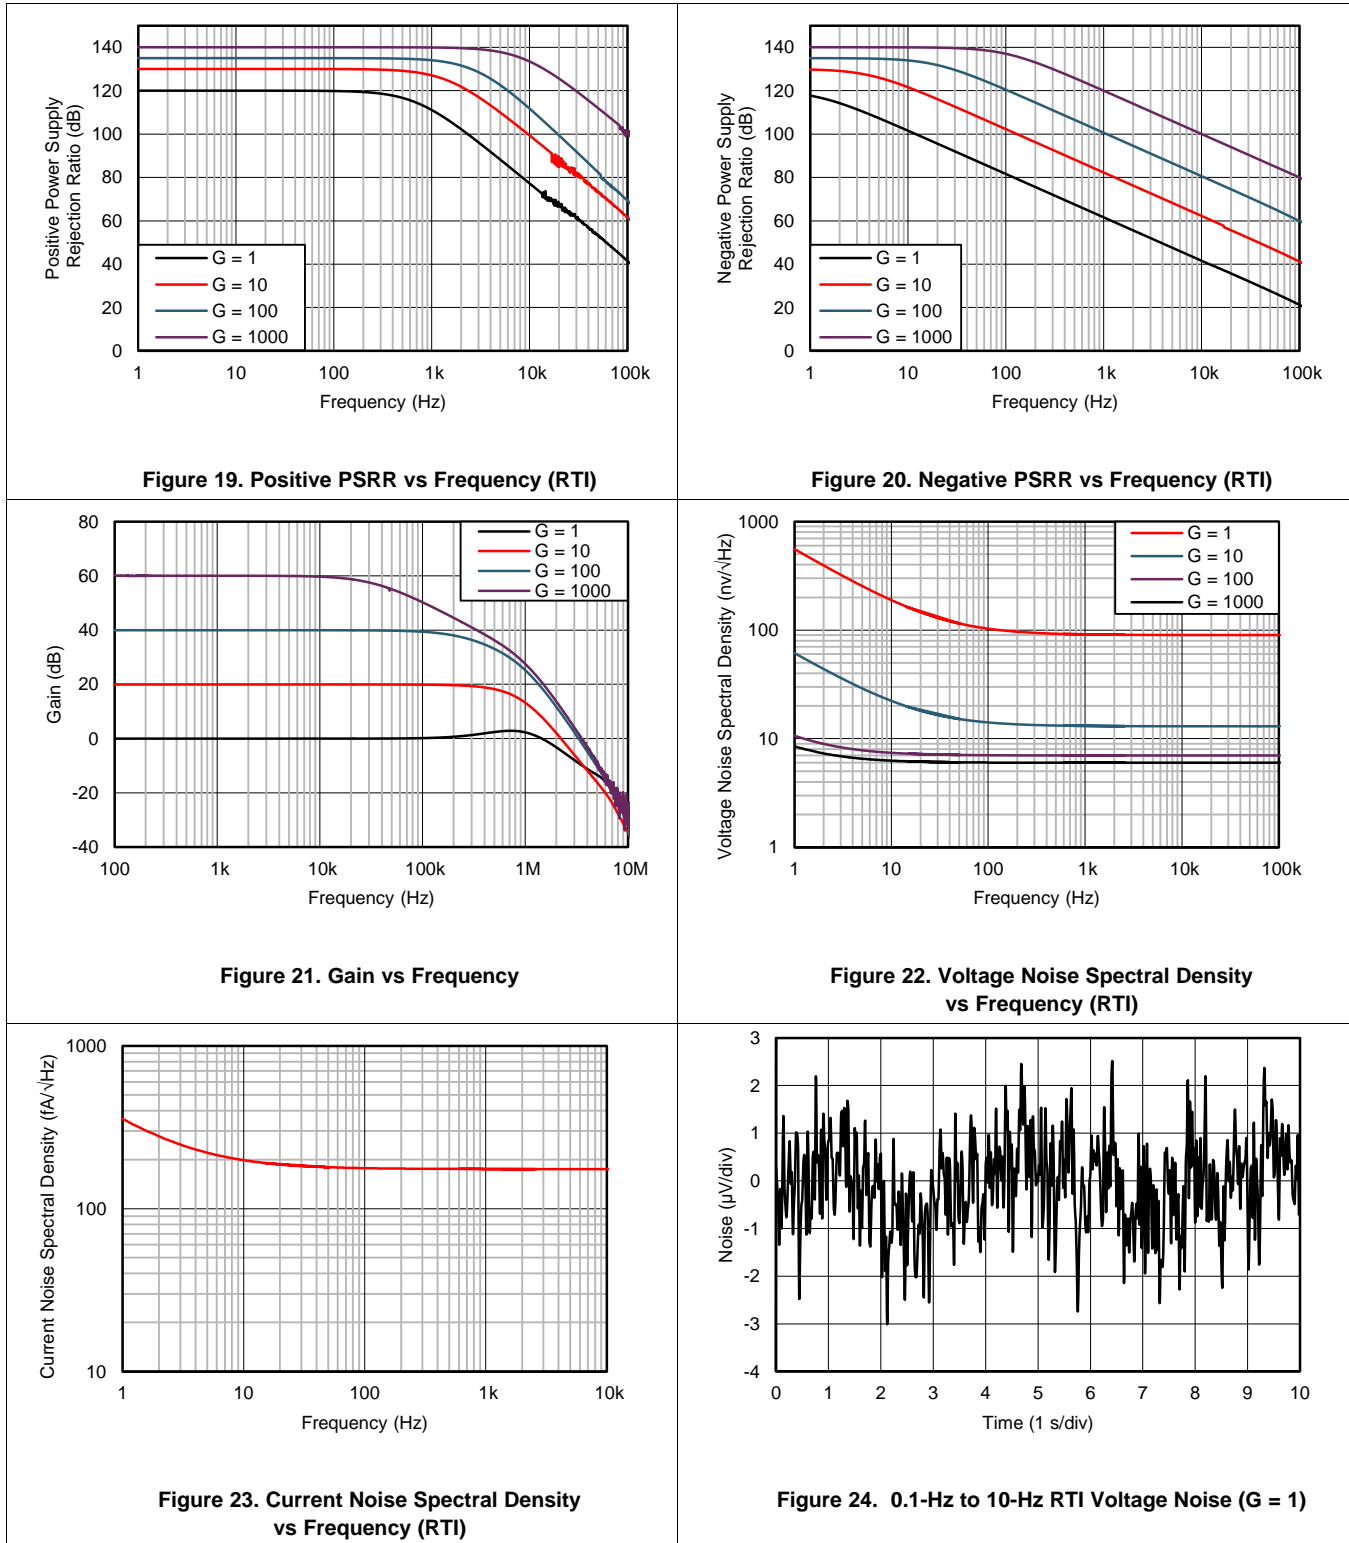 Positive Power Supply
Rejection Ratio (dB)
140
120
100
80
60
40
20
0
G = 1
G = 10
G = 100
G = 1000
1
10
100
1k
10k
100k
Frequency (Hz)
Figure 19. Positive PSRR vs Frequency (RTI)
Negative Power Supply
Rejection Ratio (dB)
140
120
100
80
60
40
20
0
G = 1
G = 10
G = 100
G = 1000
1
10
100
1k
10k
100k
Frequency (Hz)
Figure 20. Negative PSRR vs Frequency (RTI)
Gain (dB)
80
60
40
20
0
-20
-40
G = 1
G = 10
G = 100
G = 1000
100
1k
10k
100k
1M
10M
Frequency (Hz)
Figure 21. Gain vs Frequency
Voltage Noise Spectral Density (nv/√Hz)
1000
100
10
1
G = 1
G = 10
G = 100
G = 1000
1
10
100
1k
10k
100k
Frequency (Hz)
Figure 22. Voltage Noise Spectral Density
vs Frequency (RTI)
Current Noise Spectral Density (fA/√Hz)
1000
100
10
1
10
100
1k
10k
Frequency (Hz)
Figure 23. Current Noise Spectral Density
vs Frequency (RTI)
Noise (µV/div)
3
2
1
0
-1
-2
-3
-4
0
1
2
3
4
5
6
7
8
9
10
Time (1 s/div)
Figure 24. 0.1-Hz to 10-Hz RTI Voltage Noise (G = 1)